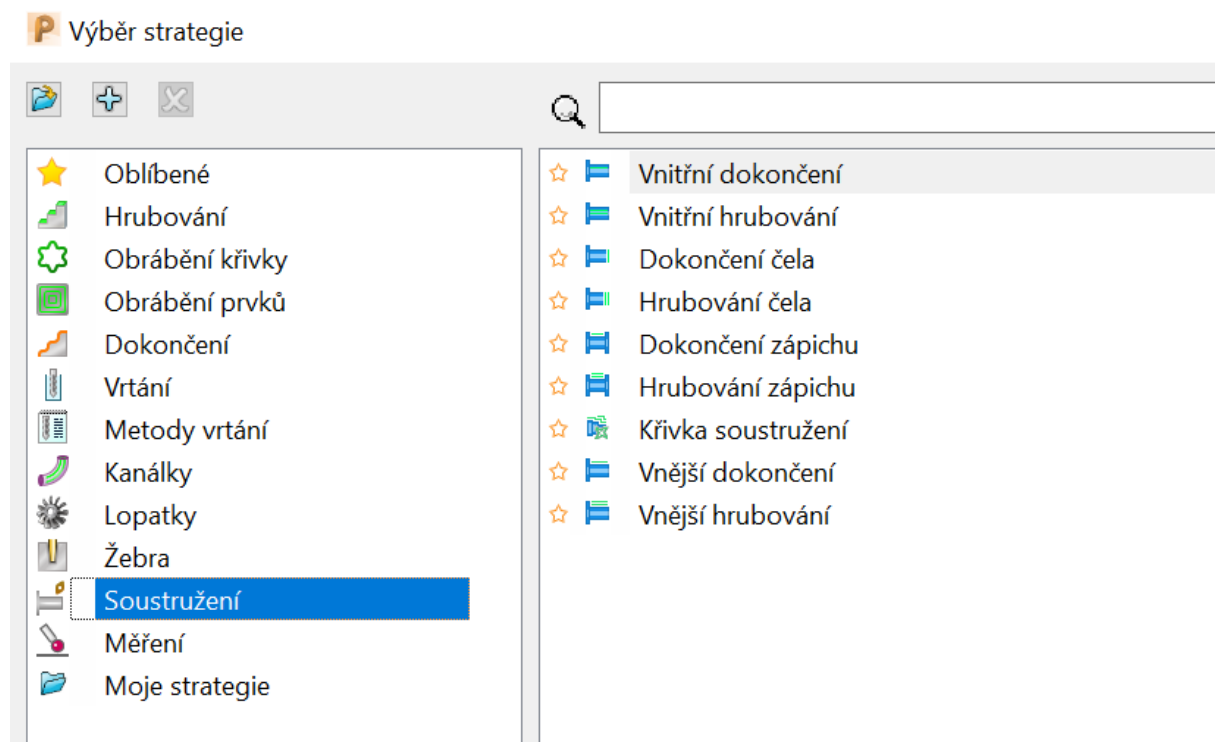 Výběr strategie
Oblíbené
Hrubování
Obrábění křivky
Obrábění prvků
Dokončení
Vrtání
Metody vrtání
Kanálky
Lopatky
Žebra
Soustružení
Měření
Moje strategie
Vnitřní dokončení
Vnitřní hrubování
Dokončení čela
Hrubování čela
Dokončení zápichu
Hrubování zápichu
Křivka soustružení
Vnější dokončení
Vnější hrubování